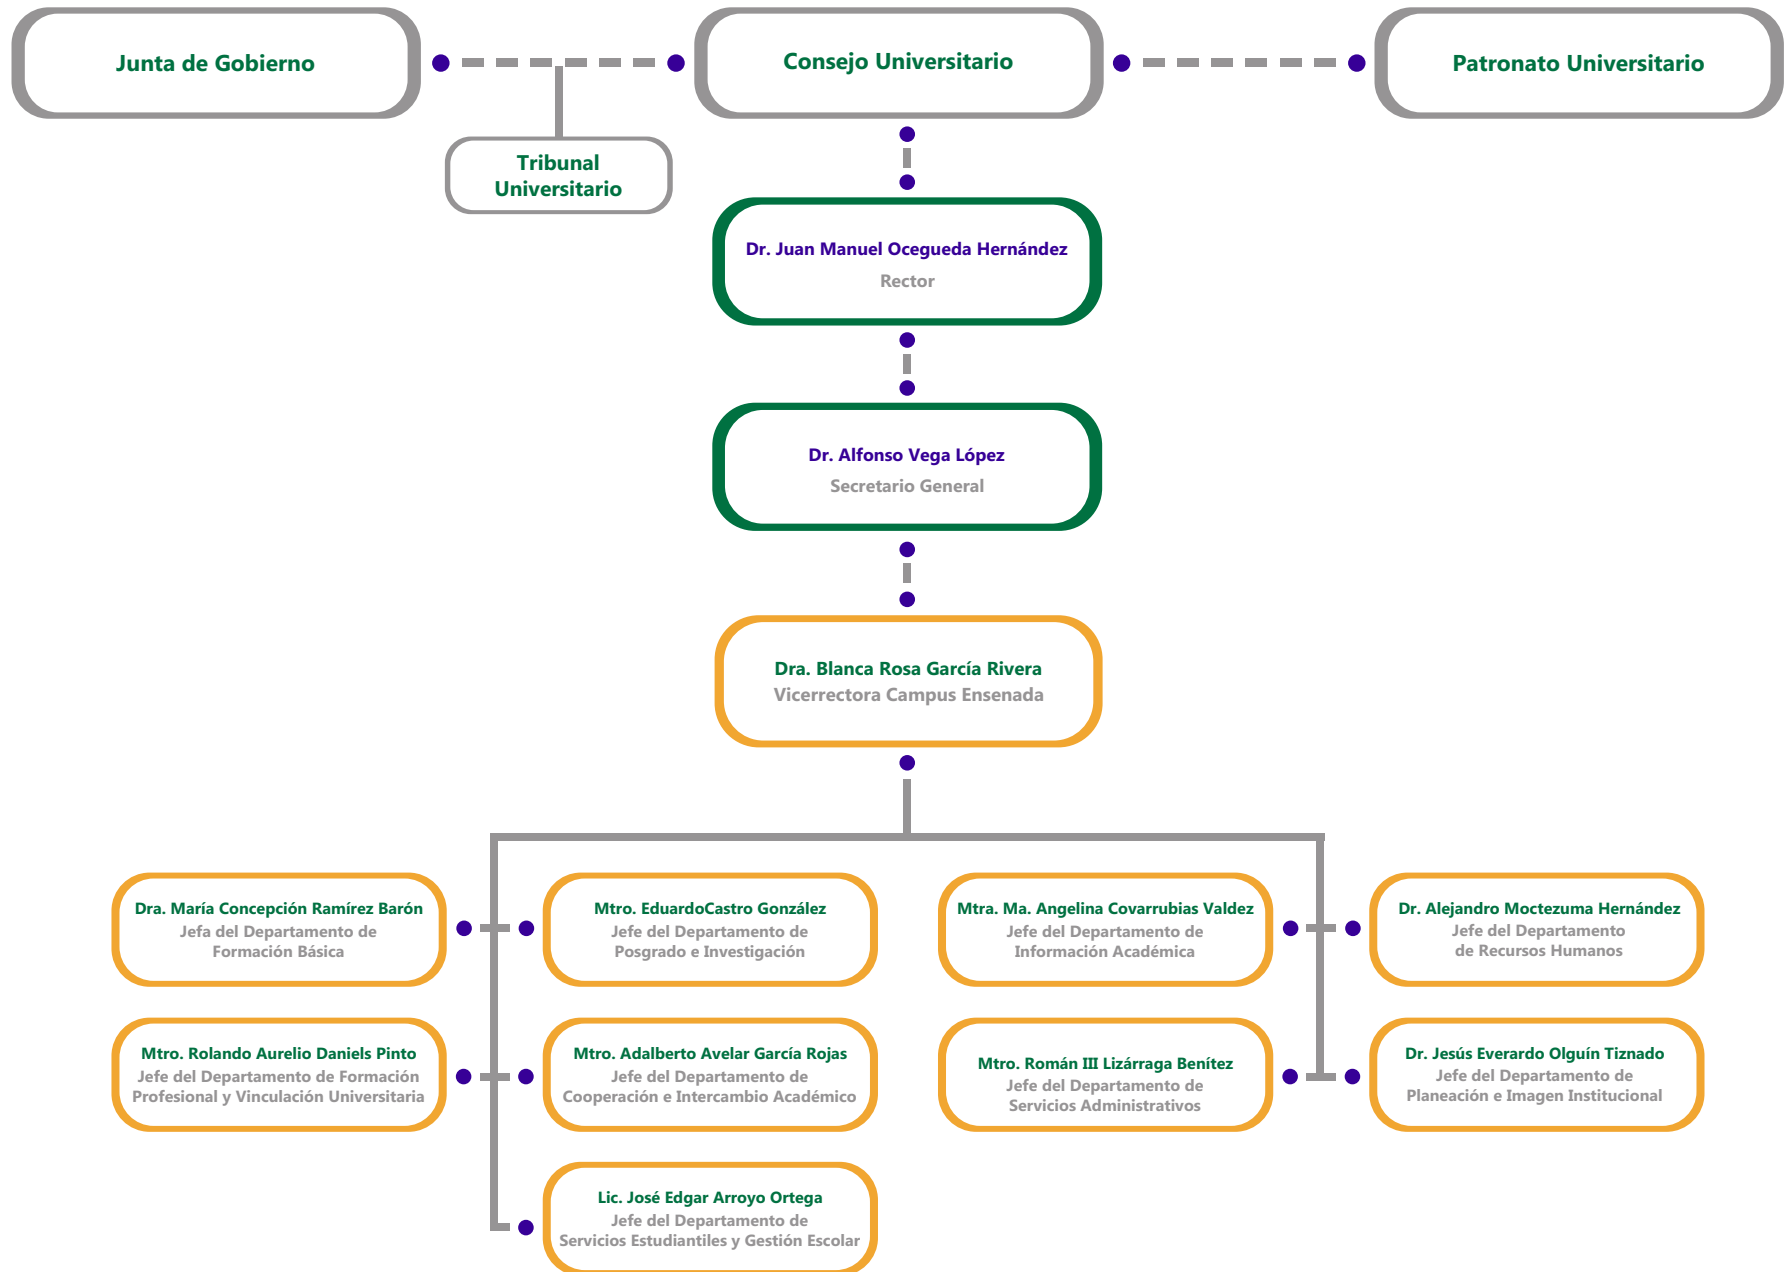 Junta de Gobierno
Consejo Universitario
Patronato Universitario
Tribunal
Universitario
Dr. Juan Manuel Ocegueda Hernández
Rector
Dr. Alfonso Vega López
Secretario General
Dra. Blanca Rosa García Rivera
Vicerrectora Campus Ensenada
Dra. María Concepción Ramírez Barón
Jefa del Departamento de
Formación Básica
Mtro. EduardoCastro González
Jefe del Departamento de
Posgrado e Investigación
Mtra. Ma. Angelina Covarrubias Valdez
Jefe del Departamento de
Información Académica
Dr. Alejandro Moctezuma Hernández
Jefe del Departamento
de Recursos Humanos
Mtro. Rolando Aurelio Daniels Pinto
Jefe del Departamento de Formación
Profesional y Vinculación Universitaria
Mtro. Adalberto Avelar García Rojas
Jefe del Departamento de
Cooperación e Intercambio Académico
Mtro. Román III Lizárraga Benítez
Jefe del Departamento de
Servicios Administrativos
Dr. Jesús Everardo Olguín Tiznado
Jefe del Departamento de
Planeación e Imagen Institucional
Lic. José Edgar Arroyo Ortega
Jefe del Departamento de
Servicios Estudiantiles y Gestión Escolar